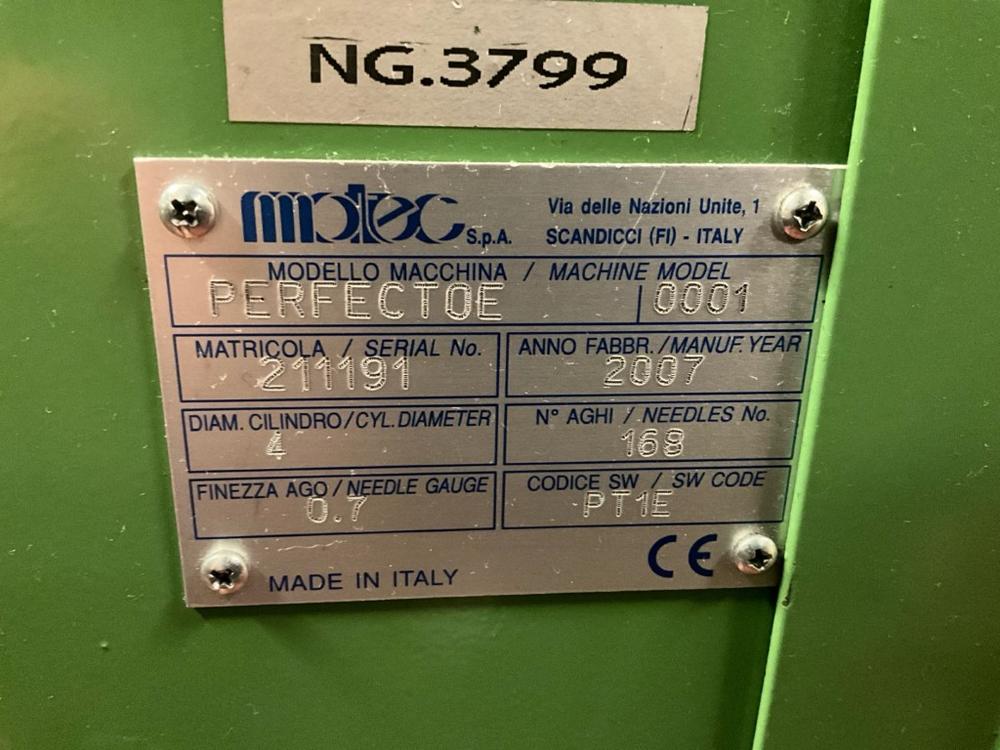 NG.3799
matec S.p.A.
Via delle Nazioni Unite, 1
SCANDICCI (FI) - ITALY
MODELLO MACCHINA / MACHINE MODEL
PERFECTOE 0001
MATRICOLA / SERIAL No.
211191
ANNO FABBR./MANUF. YEAR
2007
DIAM. CILINDRO/CYL. DIAMETER
4
N° AGHI / NEEDLES No.
168
FINEZZA AGO / NEEDLE GAUGE
0.7
CODICE SW / SW CODE
PT1E
MADE IN ITALY
CE